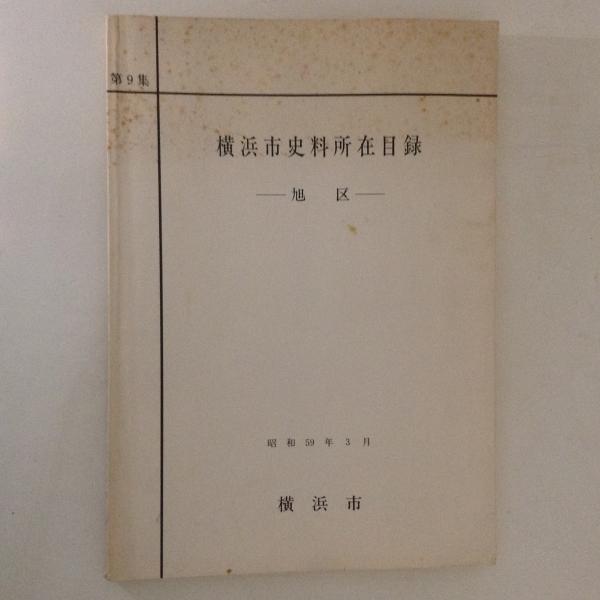 第9集
横浜市史料所在目録
―旭 区―
昭和59年3月
横浜市